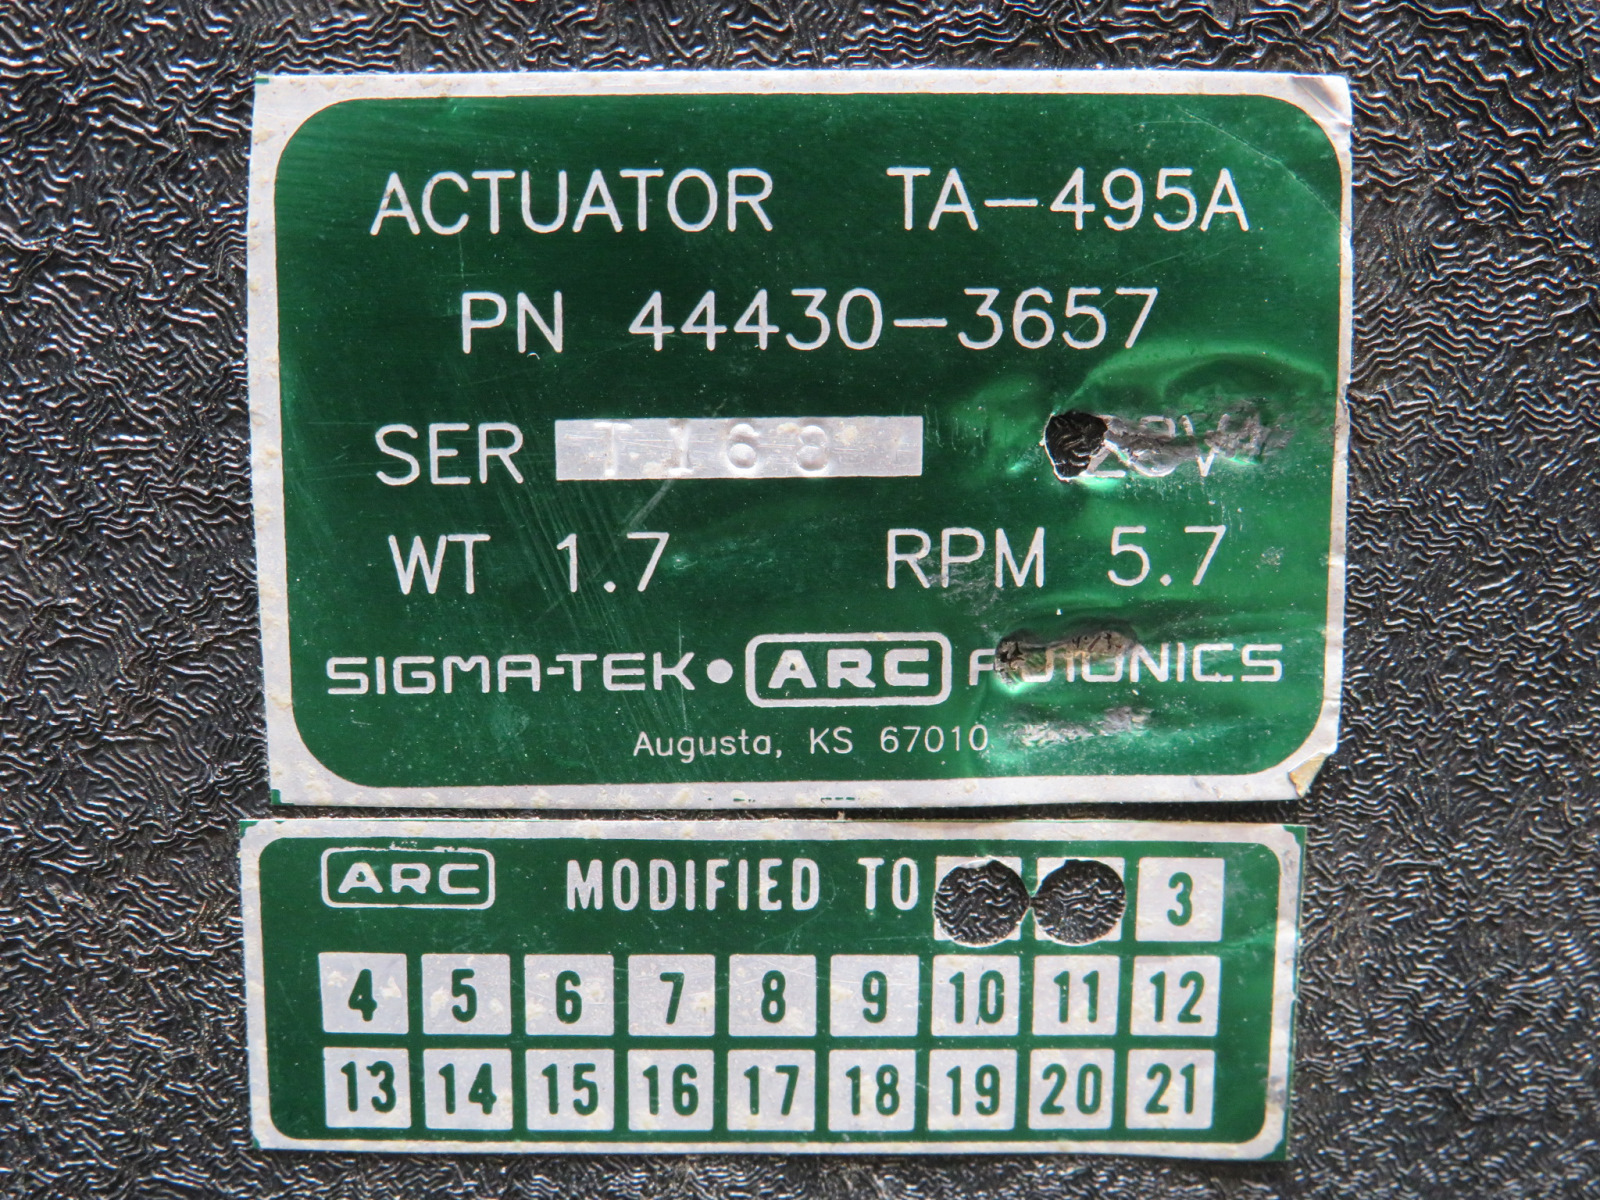 ACTUATOR TA-495A
PN 44430-3657
SER T168
WT 1.7 RPM 5.7
SIGMA-TEK • ARC
Augusta, KS 67010
ARC MODIFIED TO 3
4 5 6 7 8 9 10 11 12
13 14 15 16 17 18 19 20 21